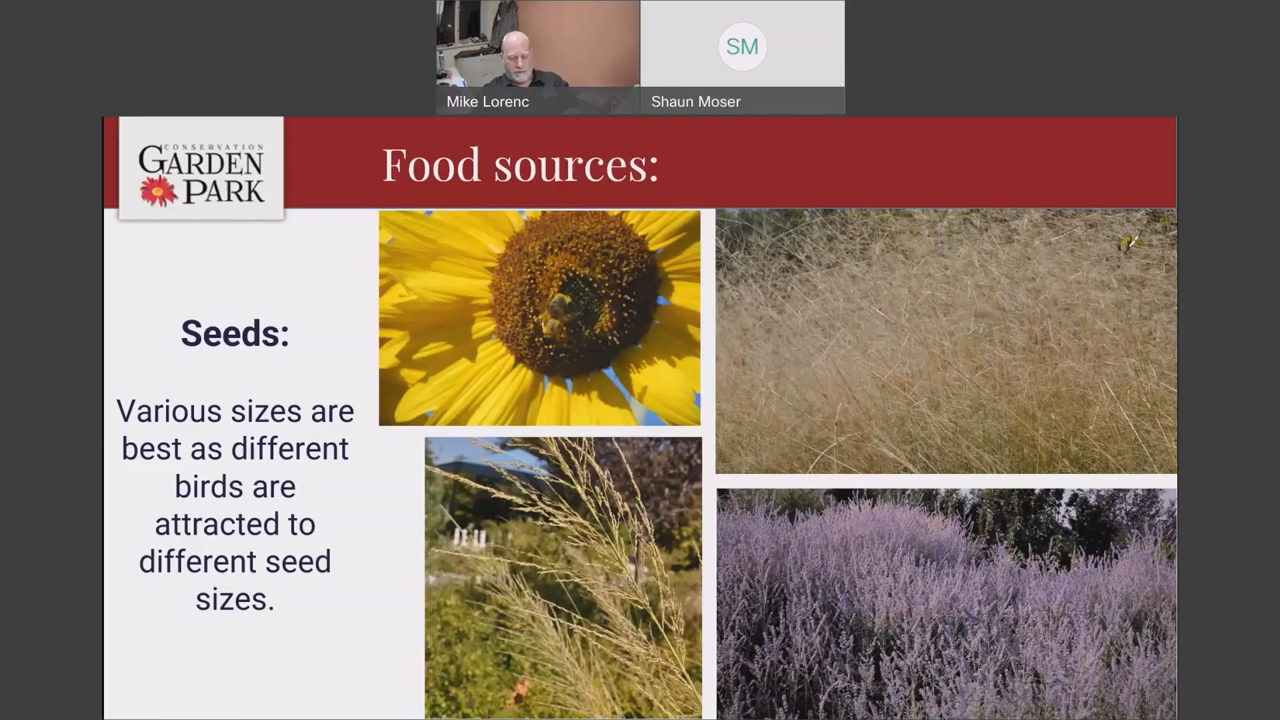 SM
Mike Lorenc
Shaun Moser
CONSERVATION
GARDEN
PARK
Food sources:
Seeds:
Various sizes are
best as different
birds are
attracted to
different seed
sizes.